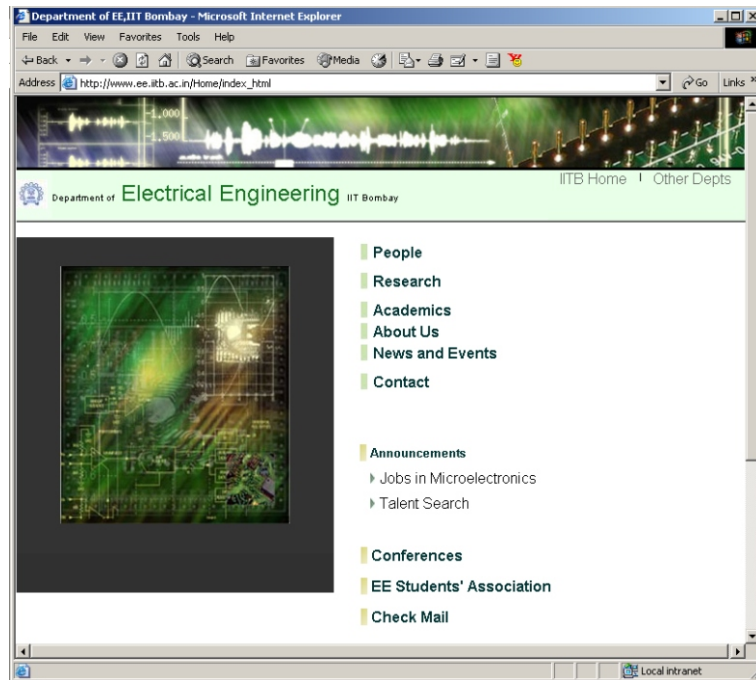 Department of EE,IIT Bombay - Microsoft Internet Explorer
File Edit View Favorites Tools Help
Back Search Favorites Media
Address http://www.ee.iitb.ac.in/Home/index_html Go Links »
-1,000
-1,500
IITB Home | Other Depts
Department of Electrical Engineering IIT Bombay
People
Research
Academics
About Us
News and Events
Contact
Announcements
Jobs in Microelectronics
Talent Search
Conferences
EE Students' Association
Check Mail
Local intranet